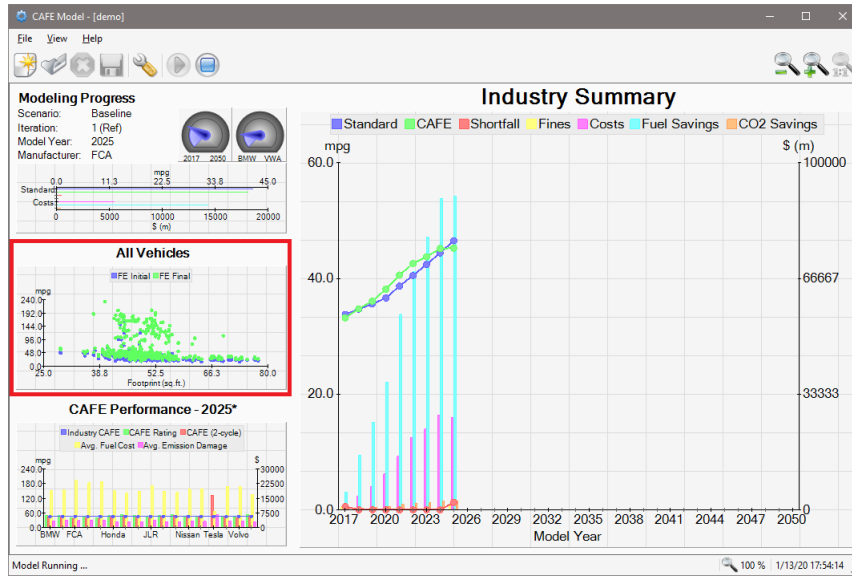 CAFE Model - [demo]
File View Help
Modeling Progress
Scenario: Baseline
Iteration: 1 (Ref)
Model Year: 2025
Manufacturer: FCA
2017 2050 BMW VWA
mpg
0.0 11.3 22.5 33.8 45.0
Standard
Costs
0 5000 10000 15000 20000
$ (m)
All Vehicles
FE Initial FE Final
mpg
240.0
192.0
144.0
96.0
48.0
0.0
25.0 38.8 52.5 66.3 80.0
Footprint (sq.ft.)
CAFE Performance - 2025*
Industry CAFE CAFE Rating CAFE (2-cycle)
Avg. Fuel Cost Avg. Emission Damage
mpg $
240.0 30000
180.0 22500
120.0 15000
60.0 7500
0.0 0
BMW FCA Honda JLR Nissan Tesla Volvo
Industry Summary
Standard CAFE Shortfall Fines Costs Fuel Savings CO2 Savings
mpg $ (m)
60.0 100000
40.0 66667
20.0 33333
0.0 0
2017 2020 2023 2026 2029 2032 2035 2038 2041 2044 2047 2050
Model Year
Model Running ... 100 % 1/13/20 17:54:14